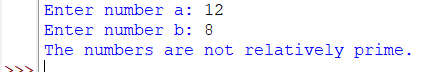 Enter number a: 12
Enter number b: 8
The numbers are not relatively prime.
>>>